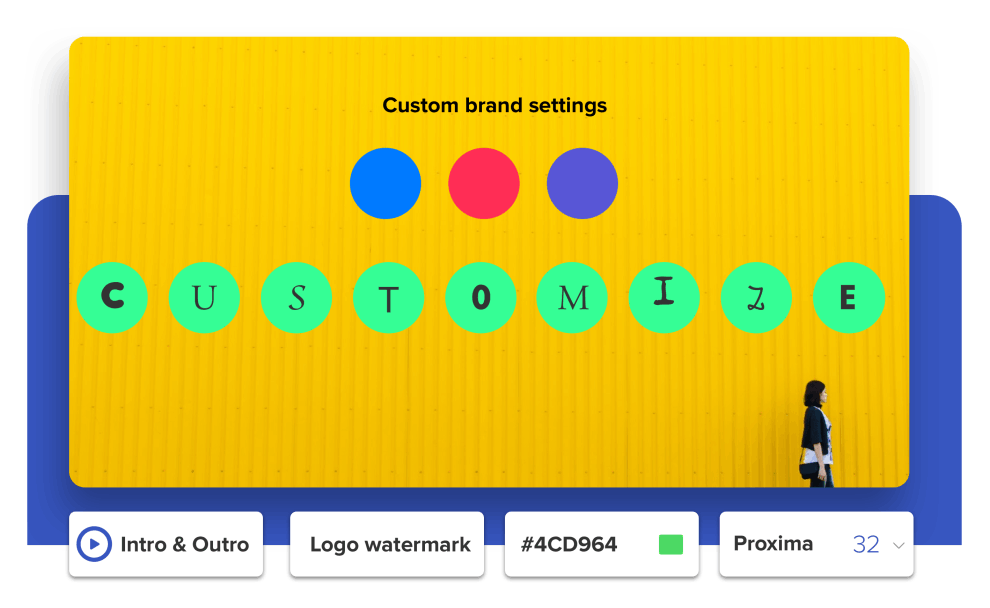 Custom brand settings
C U S T O M I Z E
Intro & Outro
Logo watermark
#4CD964
Proxima 32